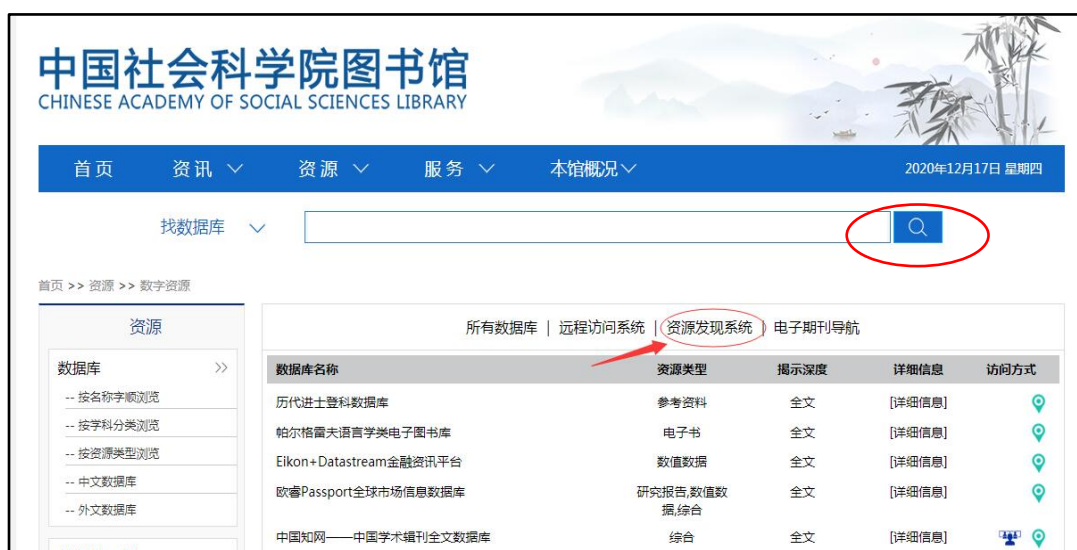 中国社会科学院图书馆
CHINESE ACADEMY OF SOCIAL SCIENCES LIBRARY
首页 资讯 资源 服务 本馆概况 2020年12月17日 星期四
找数据库
首页 >> 资源 >> 数字资源
资源
所有数据库 | 远程访问系统 | 资源发现系统 | 电子期刊导航
数据库 >>
-- 按名称字顺浏览
-- 按学科分类浏览
-- 按资源类型浏览
-- 中文数据库
-- 外文数据库
数据库名称 资源类型 揭示深度 详细信息 访问方式
历代进士登科数据库 参考资料 全文 [详细信息]
帕尔格雷夫语言学类电子图书库 电子书 全文 [详细信息]
Eikon+Datastream金融资讯平台 数值数据 全文 [详细信息]
欧睿Passport全球市场信息数据库 研究报告,数值数 全文 [详细信息]
据,综合
中国知网——中国学术辑刊全文数据库 综合 全文 [详细信息]